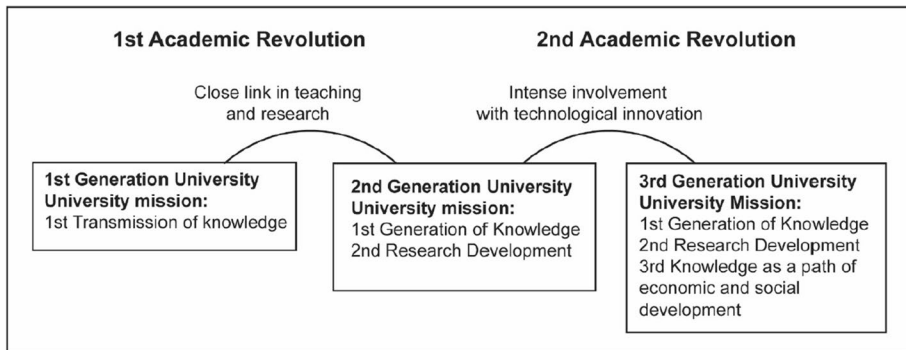 1st Academic Revolution
2nd Academic Revolution
Close link in teaching
and research
Intense involvement
with technological innovation
1st Generation University
University mission:
1st Transmission of knowledge
2nd Generation University
University mission:
1st Generation of Knowledge
2nd Research Development
3rd Generation University
University Mission:
1st Generation of Knowledge
2nd Research Development
3rd Knowledge as a path of
economic and social
development